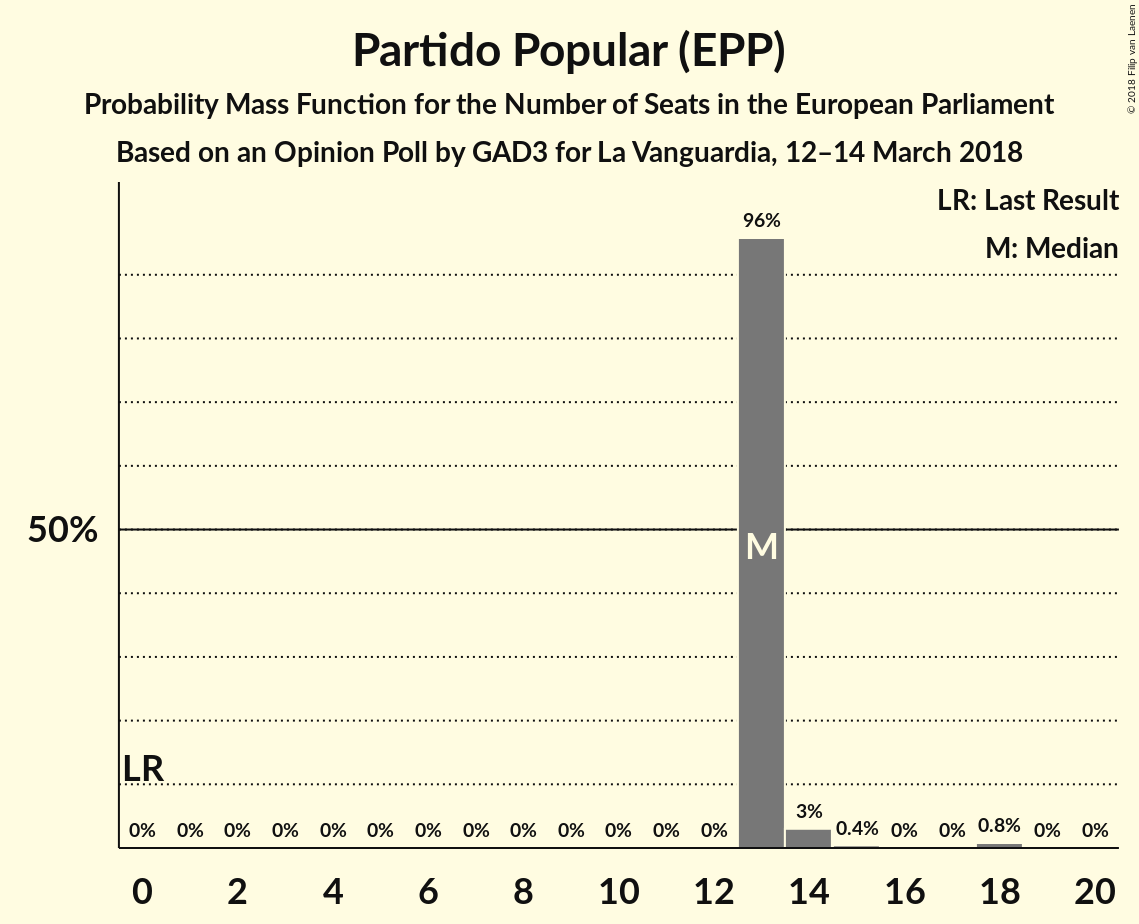 Partido Popular (EPP)
Probability Mass Function for the Number of Seats in the European Parliament
Based on an Opinion Poll by GAD3 for La Vanguardia, 12–14 March 2018
© 2018 Filip van Laenen
LR: Last Result
M: Median
96%
50%
M
LR
0% 0% 0% 0% 0% 0% 0% 0% 0% 0% 0% 0% 0% 3% 0.4% 0% 0% 0.8% 0% 0%
0 2 4 6 8 10 12 14 16 18 20